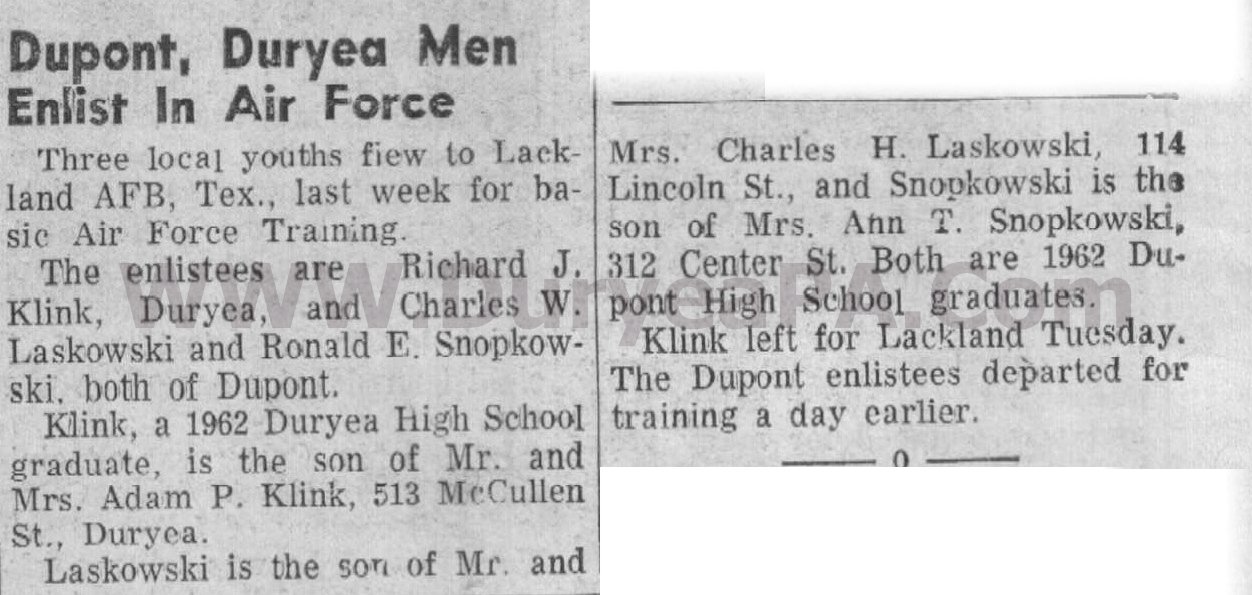 Dupont, Duryea Men
Enlist In Air Force
Three local youths flew to Lack-
land AFB, Tex., last week for ba-
sic Air Force Training.
The enlistees are Richard J.
Klink, Duryea, and Charles W.
Laskowski and Ronald E. Snopkow-
ski, both of Dupont.
Klink, a 1962 Duryea High School
graduate, is the son of Mr. and
Mrs. Adam P. Klink, 513 McCullen
St., Duryea.
Laskowski is the son of Mr. and
Mrs. Charles H. Laskowski, 114
Lincoln St., and Snopkowski is the
son of Mrs. Ann T. Snopkowski,
312 Center St. Both are 1962 Du-
pont High School graduates.
Klink left for Lackland Tuesday.
The Dupont enlistees departed for
training a day earlier.
——— 0 ———
WWW.DuryeaPA.Com